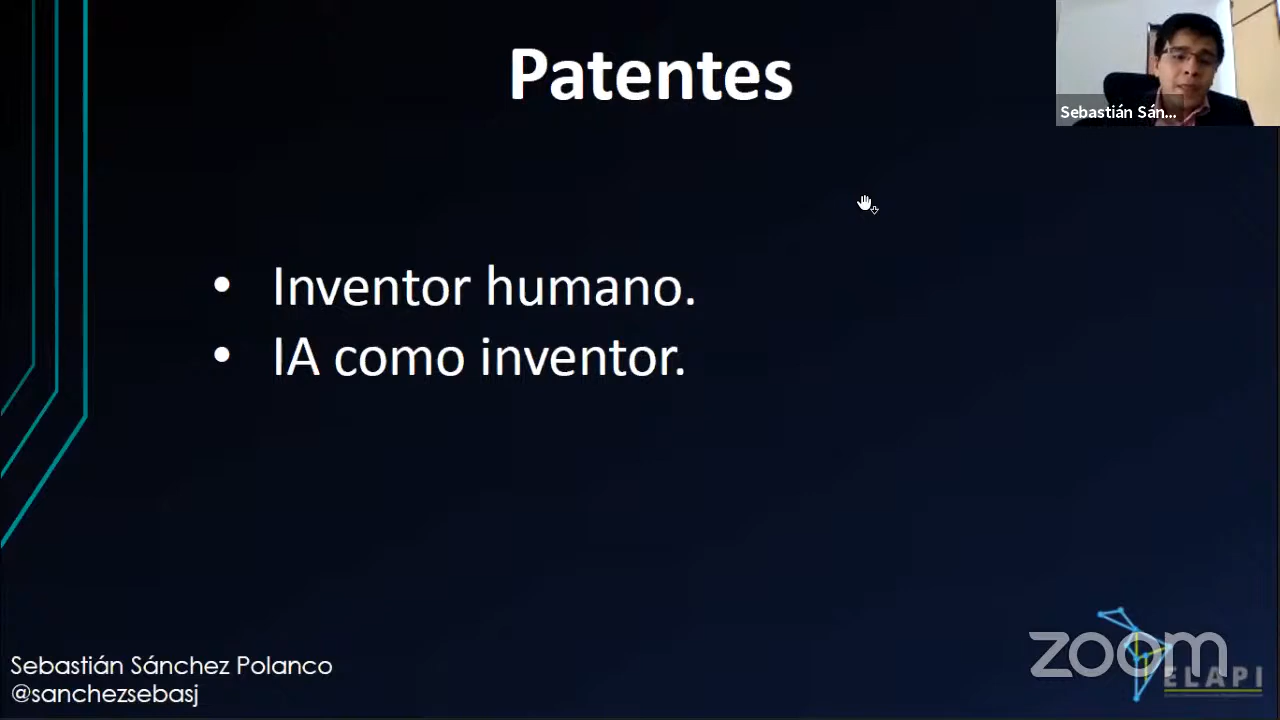 Patentes
Sebastián Sán...
• Inventor humano.
• IA como inventor.
Sebastián Sánchez Polanco
@sanchezsebasj
zoom
ELAPI